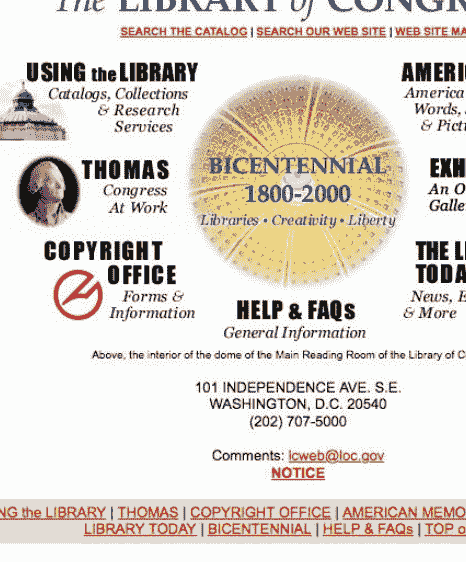 The LIBRARY of CONGR
SEARCH THE CATALOG | SEARCH OUR WEB SITE | WEB SITE MA
USING the LIBRARY
Catalogs, Collections
& Research
Services
THOMAS
Congress
At Work
COPYRIGHT
OFFICE
Forms &
Information
BICENTENNIAL
1800-2000
Libraries • Creativity • Liberty
HELP & FAQs
General Information
AMERI
America
Words,
& Pictu
EXH
An O
Galle
THE LI
TODA
News, E
& More
Above, the interior of the dome of the Main Reading Room of the Library of C
101 INDEPENDENCE AVE. S.E.
WASHINGTON, D.C. 20540
(202) 707-5000
Comments: lcweb@loc.gov
NOTICE
NG the LIBRARY | THOMAS | COPYRIGHT OFFICE | AMERICAN MEMO
LIBRARY TODAY | BICENTENNIAL | HELP & FAQs | TOP o